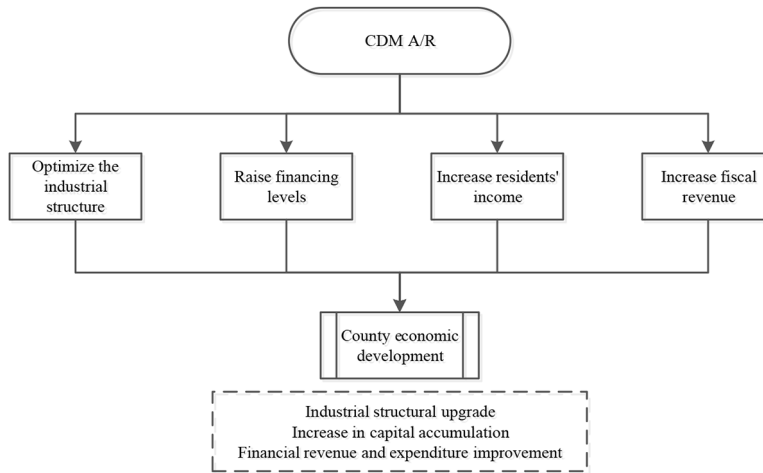 CDM A/R
Optimize the
industrial
structure
Raise financing
levels
Increase residents'
income
Increase fiscal
revenue
County economic
development
Industrial structural upgrade
Increase in capital accumulation
Financial revenue and expenditure improvement